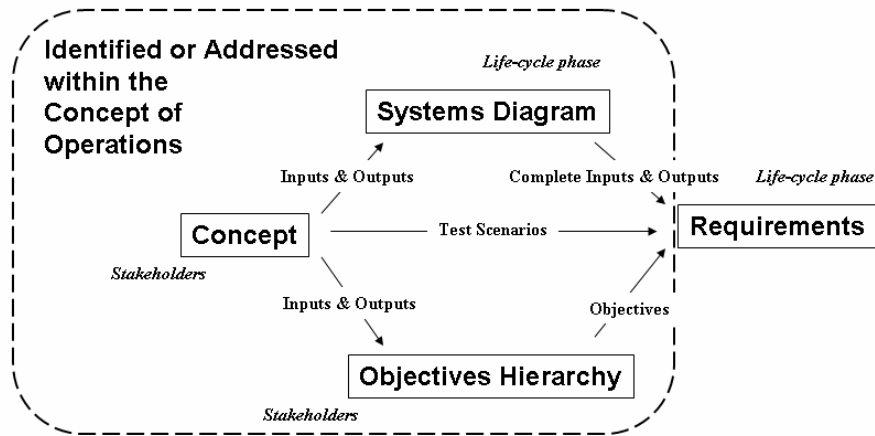 Identified or Addressed
within the
Concept of
Operations
Life-cycle phase
Systems Diagram
Inputs & Outputs
Complete Inputs & Outputs
Life-cycle phase
Concept
Test Scenarios
Requirements
Stakeholders
Inputs & Outputs
Objectives
Objectives Hierarchy
Stakeholders